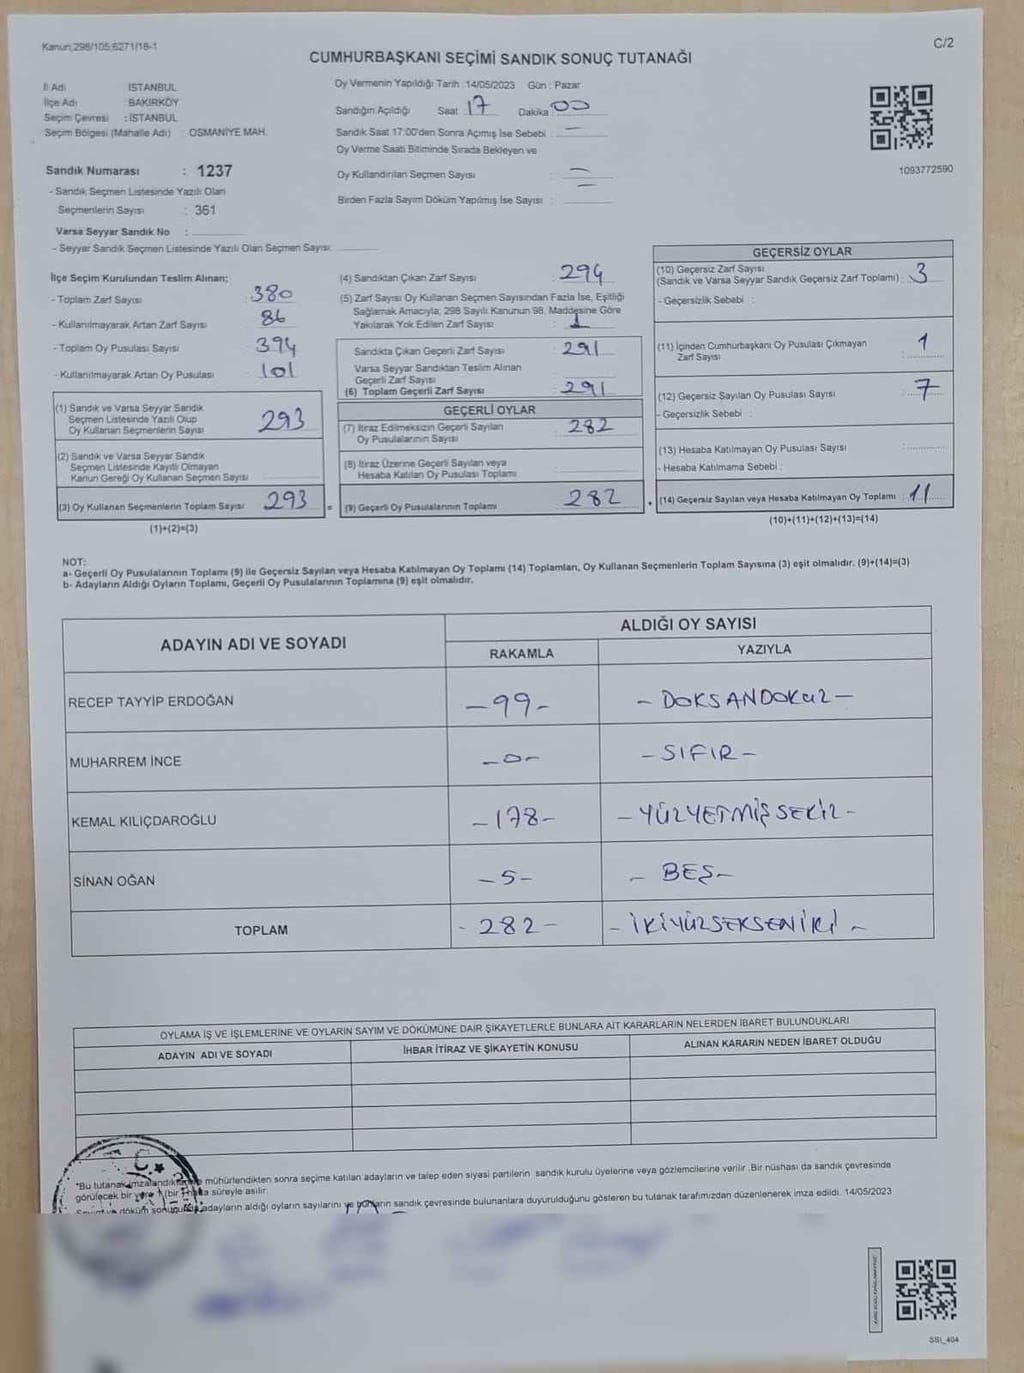 Kanun;298/105;6271/18-1
C/2
CUMHURBAŞKANI SEÇİMİ SANDIK SONUÇ TUTANAĞI
İl Adı : İSTANBUL
İlçe Adı : BAKIRKÖY
Seçim Çevresi : İSTANBUL
Seçim Bölgesi (Mahalle Adı) : OSMANİYE MAH.
Oy Vermenin Yapıldığı Tarih : 14/05/2023 Gün : Pazar
Sandığın Açıldığı Saat 17 Dakika 00
Sandık Saat 17:00'den Sonra Açımış İse Sebebi : —
Oy Verme Saati Bitiminde Sırada Bekleyen ve
Oy Kullandırılan Seçmen Sayısı : —
Birden Fazla Sayım Döküm Yapılmış İse Sayısı : —
1093772590
Sandık Numarası : 1237
- Sandık Seçmen Listesinde Yazılı Olan
Seçmenlerin Sayısı : 361
Varsa Seyyar Sandık No :
- Seyyar Sandık Seçmen Listesinde Yazılı Olan Seçmen Sayısı:
İlçe Seçim Kurulundan Teslim Alınan;
- Toplam Zarf Sayısı : 380
- Kullanılmayarak Artan Zarf Sayısı : 86
- Toplam Oy Pusulası Sayısı : 394
- Kullanılmayarak Artan Oy Pusulası : 101
(1) Sandık ve Varsa Seyyar Sandık
Seçmen Listesinde Yazılı Olup
Oy Kullanan Seçmenlerin Sayısı 293
(2) Sandık ve Varsa Seyyar Sandık
Seçmen Listesinde Kayıtlı Olmayan
Kanun Gereği Oy Kullanan Seçmen Sayısı
(3) Oy Kullanan Seçmenlerin Toplam Sayısı 293
(1)+(2)=(3)
=
(4) Sandıktan Çıkan Zarf Sayısı : 294
(5) Zarf Sayısı Oy Kullanan Seçmen Sayısından Fazla İse, Eşitliği
Sağlamak Amacıyla; 298 Sayılı Kanunun 98. Maddesine Göre
Yakılarak Yok Edilen Zarf Sayısı : 1
Sandıkta Çıkan Geçerli Zarf Sayısı : 291
Varsa Seyyar Sandıktan Teslim Alınan
Geçerli Zarf Sayısı
(6) Toplam Geçerli Zarf Sayısı : 291
GEÇERLİ OYLAR
(7) İtiraz Edilmeksizin Geçerli Sayılan
Oy Pusulalarının Sayısı 282
(8) İtiraz Üzerine Geçerli Sayılan veya
Hesaba Katılan Oy Pusulası Toplamı
(9) Geçerli Oy Pusulalarının Toplamı 282
+
GEÇERSİZ OYLAR
(10) Geçersiz Zarf Sayısı
(Sandık ve Varsa Seyyar Sandık Geçersiz Zarf Toplamı) : 3
- Geçersizlik Sebebi :
(11) İçinden Cumhurbaşkanı Oy Pusulası Çıkmayan
Zarf Sayısı : 1
(12) Geçersiz Sayılan Oy Pusulası Sayısı : 7
- Geçersizlik Sebebi :
(13) Hesaba Katılmayan Oy Pusulası Sayısı
- Hesaba Katılmama Sebebi :
(14) Geçersiz Sayılan veya Hesaba Katılmayan Oy Toplamı : 11
(10)+(11)+(12)+(13)=(14)
NOT:
a- Geçerli Oy Pusulalarının Toplamı (9) ile Geçersiz Sayılan veya Hesaba Katılmayan Oy Toplamı (14) Toplamları, Oy Kullanan Seçmenlerin Toplam Sayısına (3) eşit olmalıdır. (9)+(14)=(3)
b- Adayların Aldığı Oyların Toplamı, Geçerli Oy Pusulalarının Toplamına (9) eşit olmalıdır.
ADAYIN ADI VE SOYADI
ALDIĞI OY SAYISI
RAKAMLA YAZIYLA
RECEP TAYYİP ERDOĞAN -99- - DOKSANDOKUZ -
MUHARREM İNCE -0- - SIFIR -
KEMAL KILIÇDAROĞLU -178- - YÜZYETMİŞSEKİZ -
SİNAN OĞAN -5- - BEŞ -
TOPLAM - 282 - - İKİYÜZSEKSENİKİ -
OYLAMA İŞ VE İŞLEMLERİNE VE OYLARIN SAYIM VE DÖKÜMÜNE DAİR ŞİKAYETLERLE BUNLARA AİT KARARLARIN NELERDEN İBARET BULUNDUKLARI
ADAYIN ADI VE SOYADI İHBAR İTİRAZ VE ŞİKAYETİN KONUSU ALINAN KARARIN NEDEN İBARET OLDUĞU
*Bu tutanak imzalandıktan mühürlendikten sonra seçime katılan adayların ve talep eden siyasi partilerin sandık kurulu üyelerine veya gözlemcilerine verilir .Bir nüshası da sandık çevresinde
görülecek bir yere 1 (bir) hafta süreyle asılır.
döküm sonucunda adayların aldığı oyların sayılarını ve bunların sandık çevresinde bulunanlara duyurulduğunu gösteren bu tutanak tarafımızdan düzenlenerek imza edildi. 14/05/2023
SSI_404